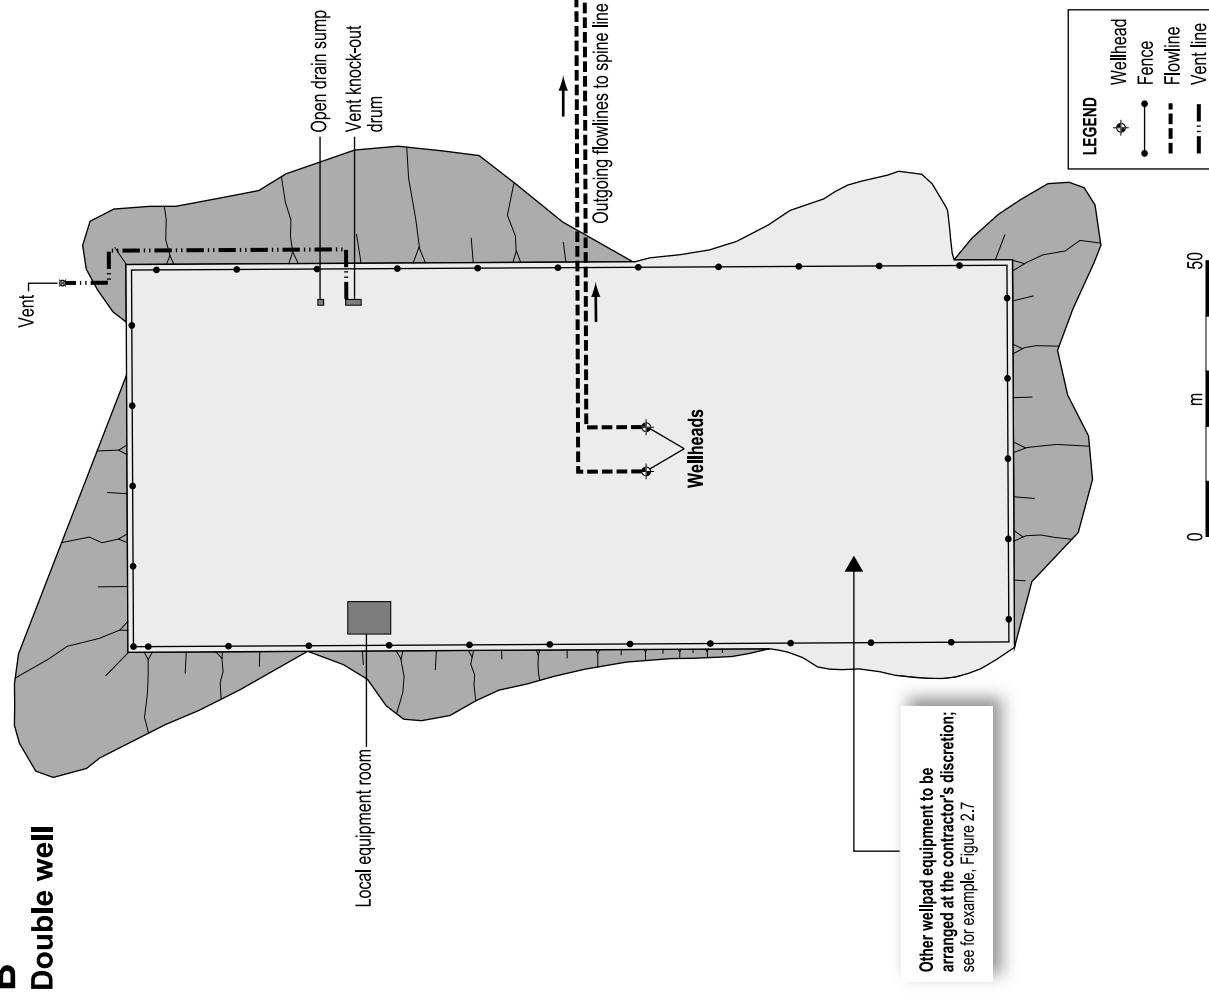 B
Double well
Vent
Open drain sump
Vent knock-out
drum
Local equipment room
Outgoing flowlines to spine line
Wellheads
Other wellpad equipment to be
arranged at the contractor's discretion;
see for example, Figure 2.7
LEGEND
Wellhead
Fence
Flowline
Vent line
0 m 50